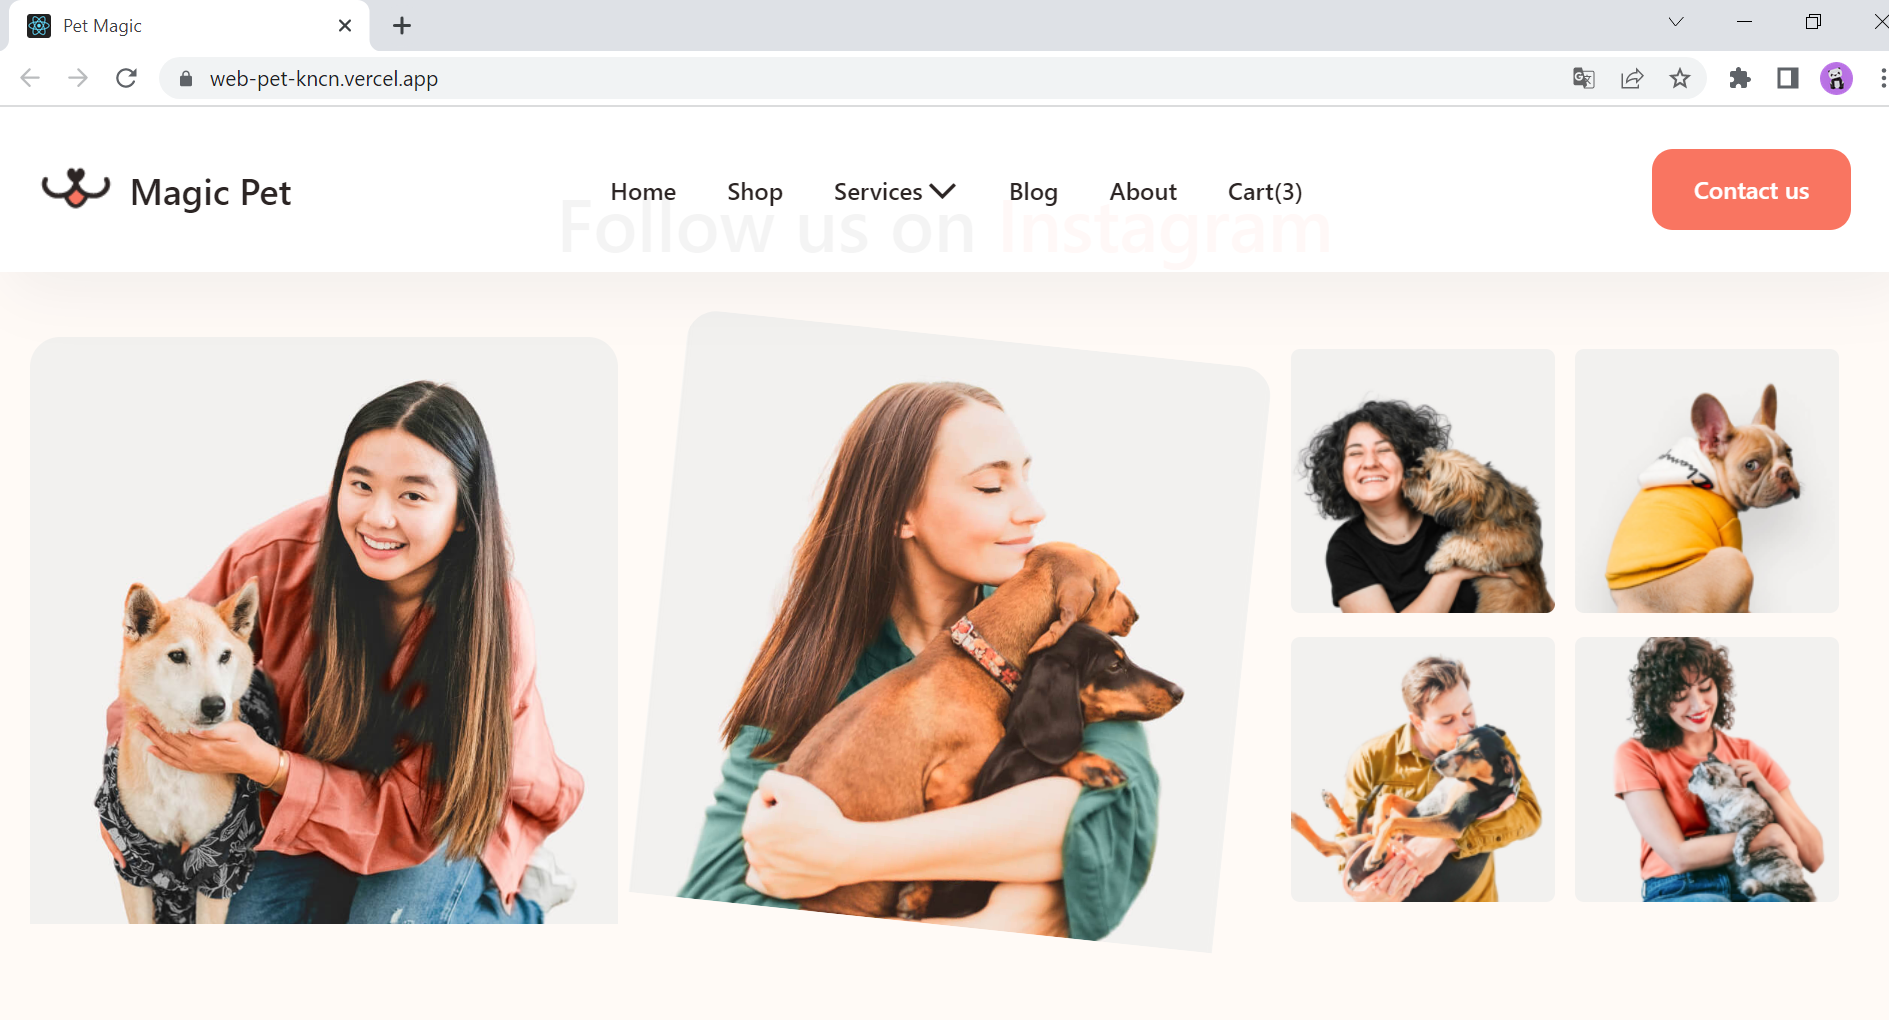 Pet Magic
web-pet-kncn.vercel.app
Magic Pet
Home Shop Services Blog About Cart(3)
Contact us
Follow us on Instagram